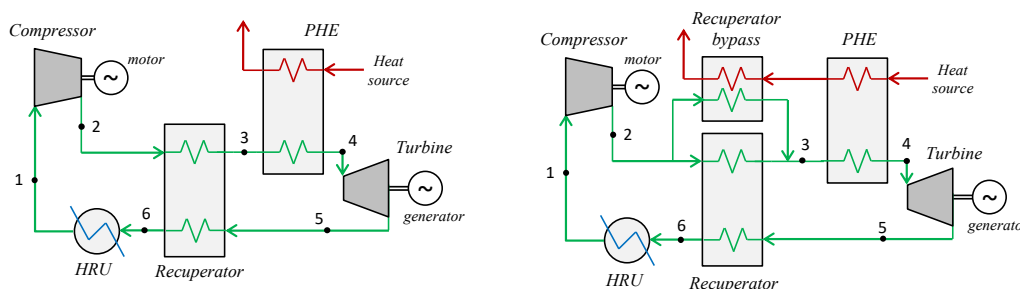 Compressor
motor
PHE
Heat
source
2
3
4
Turbine
1
6
5
generator
HRU
Recuperator
Recuperator
bypass
PHE
Compressor
motor
Heat
source
2
3
4
Turbine
1
6
5
generato
HRU
Recuperator